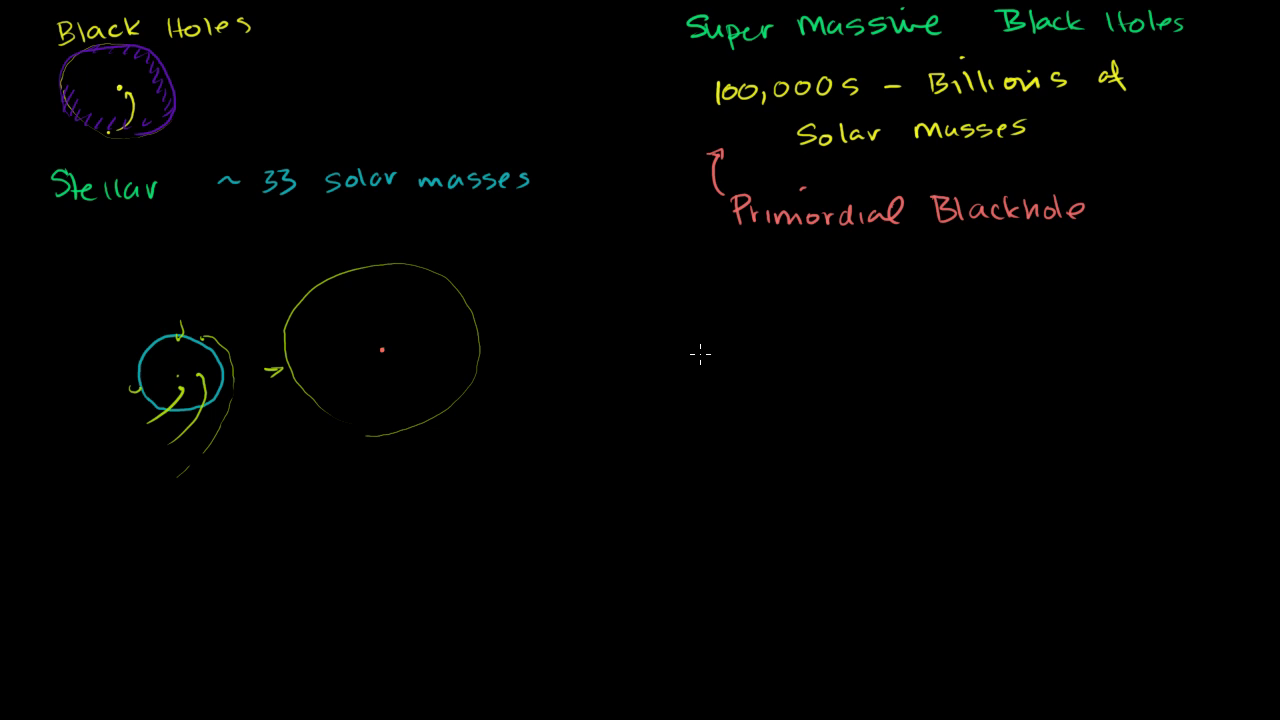 Black Holes
Stellar ~ 33 solar masses
Super Massive Black Holes
100,000s - Billions of
Solar Masses
Primordial Blackhole